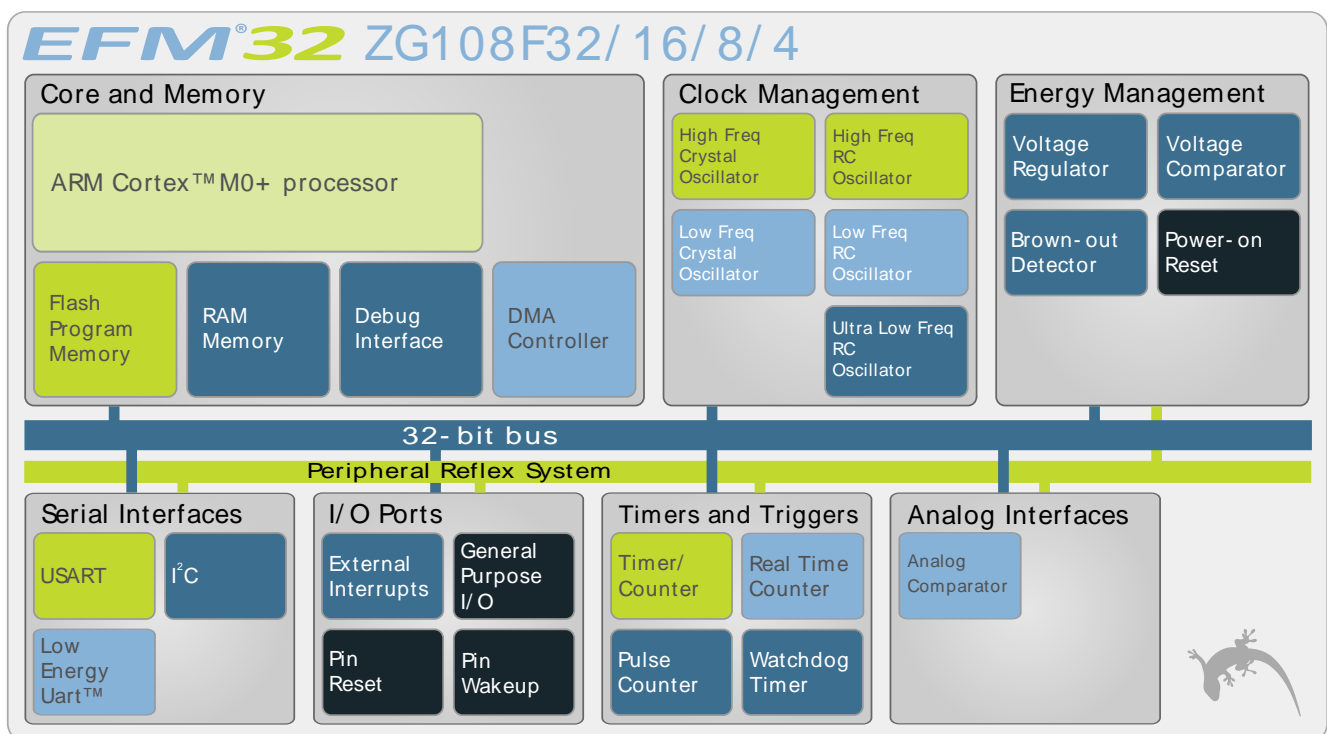 EFM®32 ZG108F32/16/8/4
Core and Memory
ARM Cortex™ M0+ processor
Flash
Program
Memory
RAM
Memory
Debug
Interface
DMA
Controller
Clock Management
High Freq
Crystal
Oscillator
High Freq
RC
Oscillator
Low Freq
Crystal
Oscillator
Low Freq
RC
Oscillator
Ultra Low Freq
RC
Oscillator
Energy Management
Voltage
Regulator
Voltage
Comparator
Brown-out
Detector
Power-on
Reset
32-bit bus
Peripheral Reflex System
Serial Interfaces
USART
I²C
Low
Energy
Uart™
I/O Ports
External
Interrupts
General
Purpose
I/O
Pin
Reset
Pin
Wakeup
Timers and Triggers
Timer/
Counter
Real Time
Counter
Pulse
Counter
Watchdog
Timer
Analog Interfaces
Analog
Comparator